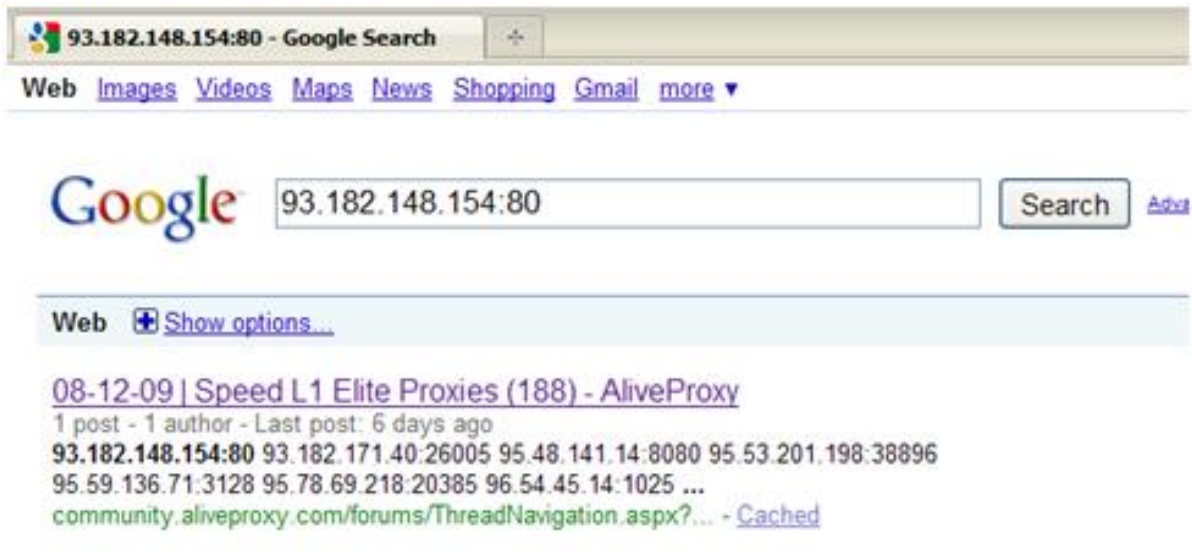 93.182.148.154:80 - Google Search
Web Images Videos Maps News Shopping Gmail more ▼
Google 93.182.148.154:80 Search Adva
Web Show options...
08-12-09 | Speed L1 Elite Proxies (188) - AliveProxy
1 post - 1 author - Last post: 6 days ago
93.182.148.154:80 93.182.171.40:26005 95.48.141.14:8080 95.53.201.198:38896
95.59.136.71:3128 95.78.69.218:20385 96.54.45.14:1025 ...
community.aliveproxy.com/forums/ThreadNavigation.aspx?... - Cached